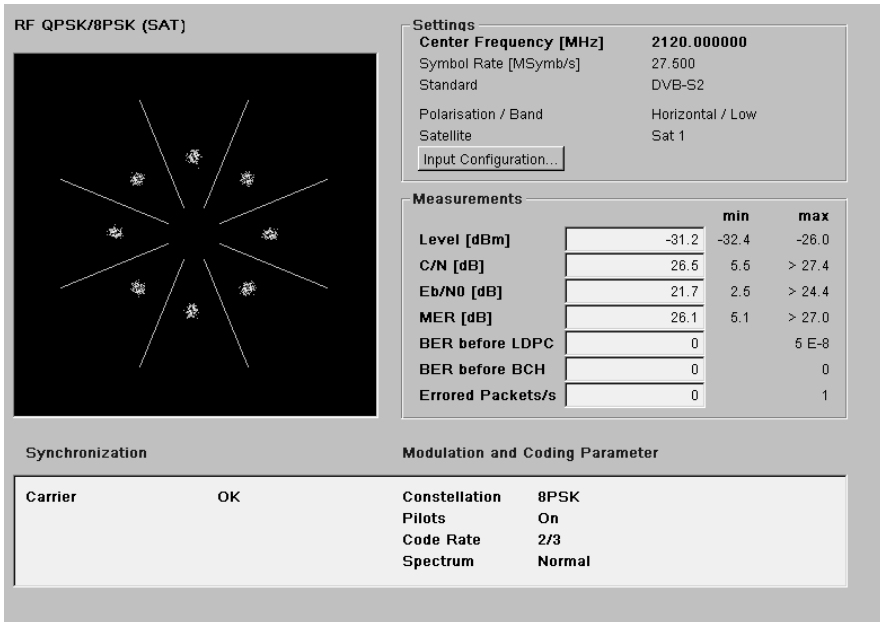 RF QPSK/8PSK (SAT)
Settings
Center Frequency [MHz] 2120.000000
Symbol Rate [MSymb/s] 27.500
Standard DVB-S2
Polarisation / Band Horizontal / Low
Satellite Sat 1
Input Configuration...
Measurements
min max
Level [dBm] -31.2 -32.4 -26.0
C/N [dB] 26.5 5.5 > 27.4
Eb/N0 [dB] 21.7 2.5 > 24.4
MER [dB] 26.1 5.1 > 27.0
BER before LDPC 0 5 E-8
BER before BCH 0 0
Errored Packets/s 0 1
Synchronization
Carrier OK
Modulation and Coding Parameter
Constellation 8PSK
Pilots On
Code Rate 2/3
Spectrum Normal